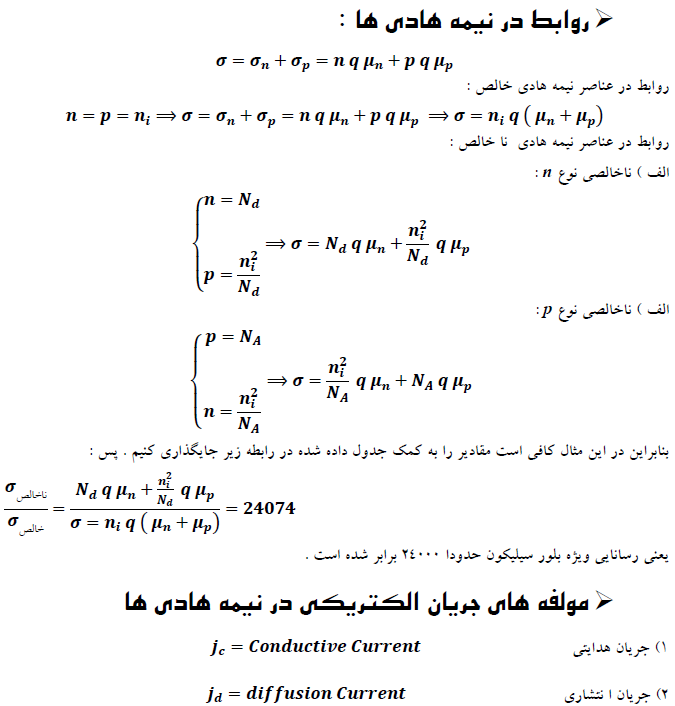 روابط در نیمه هادی ها :
σ = σn + σp = n q μn + p q μp
روابط در عناصر نیمه هادی خالص :
n = p = ni ⟹ σ = σn + σp = n q μn + p q μp ⟹ σ = ni q ( μn + μp)
روابط در عناصر نیمه هادی نا خالص :
الف ) ناخالصی نوع n :
{ n = Nd
p = ni²/Nd ⟹ σ = Nd q μn + ni²/Nd q μp
الف ) ناخالصی نوع p :
{ p = NA
n = ni²/NA ⟹ σ = ni²/NA q μn + NA q μp
بنابراین در این مثال کافی است مقادیر را به کمک جدول داده شده در رابطه زیر جایگذاری کنیم . پس :
σناخالص / σخالص = (Nd q μn + ni²/Nd q μp) / (σ = ni q ( μn + μp)) = 24074
یعنی رسانایی ویژه بلور سیلیکون حدودا ۲۴۰۰۰ برابر شده است .
مولفه های جریان الکتریکی در نیمه هادی ها
۱) جریان هدایتی jc = Conductive Current
۲) جریان ا نتشاری jd = diffusion Current